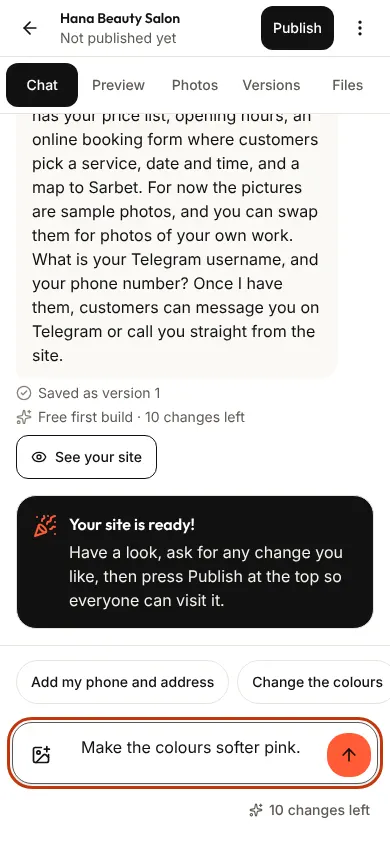 Hana Beauty Salon
Not published yet
Publish
Chat
Preview
Photos
Versions
Files
has your price list, opening hours, an
online booking form where customers
pick a service, date and time, and a
map to Sarbet. For now the pictures
are sample photos, and you can swap
them for photos of your own work.
What is your Telegram username, and
your phone number? Once I have
them, customers can message you on
Telegram or call you straight from the
site.
Saved as version 1
Free first build · 10 changes left
See your site
Your site is ready!
Have a look, ask for any change you
like, then press Publish at the top so
everyone can visit it.
Add my phone and address
Change the colours
Make the colours softer pink.
10 changes left